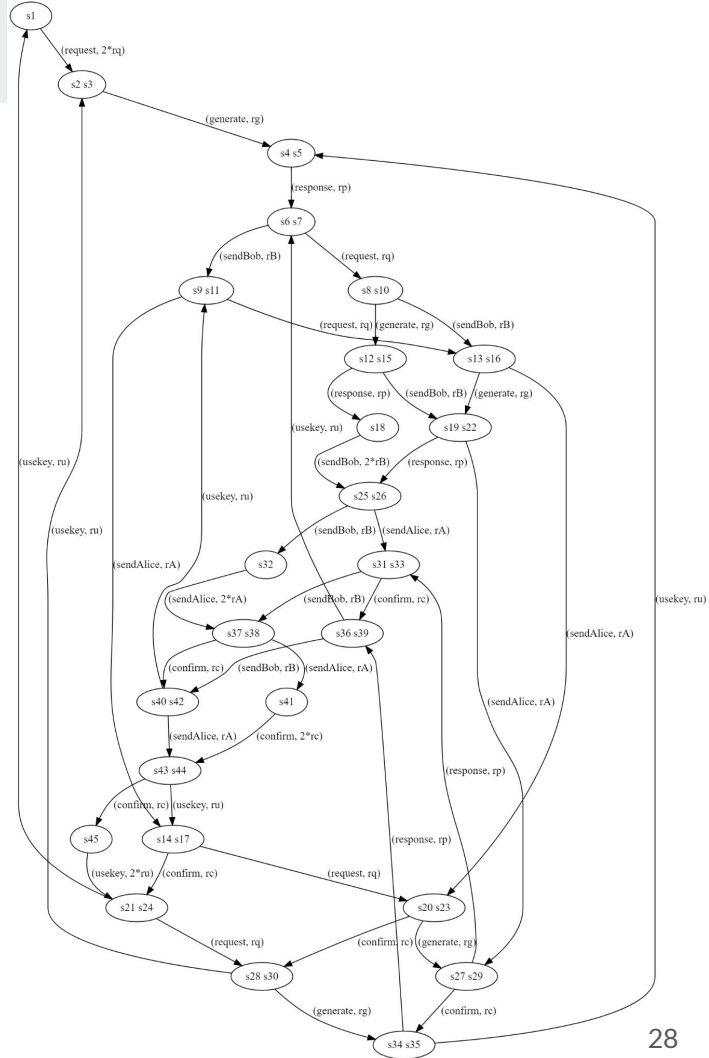 s1
(request, 2*rq)
s2 s3
(generate, rg)
s4 s5
(response, rp)
s6 s7
(sendBob, rB)
(request, rq)
s9 s11
s8 s10
(request, rq)
(generate, rg)
(sendBob, rB)
s12 s15
s13 s16
(response, rp)
(sendBob, rB)
(generate, rg)
(usekey, ru)
s18
s19 s22
(usekey, ru)
(sendBob, 2*rB)
(response, rp)
(usekey, ru)
s25 s26
(usekey, ru)
(sendBob, rB)
(sendAlice, rA)
(sendAlice, rA)
s32
s31 s33
(sendAlice, 2*rA)
(sendBob, rB)
(confirm, rc)
(usekey, ru)
s37 s38
s36 s39
(sendAlice, rA)
(confirm, rc)
(sendBob, rB)
(sendAlice, rA)
s40 s42
s41
(sendAlice, rA)
(sendAlice, rA)
(confirm, 2*rc)
s43 s44
(response, rp)
(confirm, rc)
(usekey, ru)
s45
s14 s17
(response, rp)
(usekey, 2*ru)
(confirm, rc)
(request, rq)
s21 s24
s20 s23
(request, rq)
(confirm, rc)
(generate, rg)
s28 s30
s27 s29
(generate, rg)
(confirm, rc)
s34 s35
28